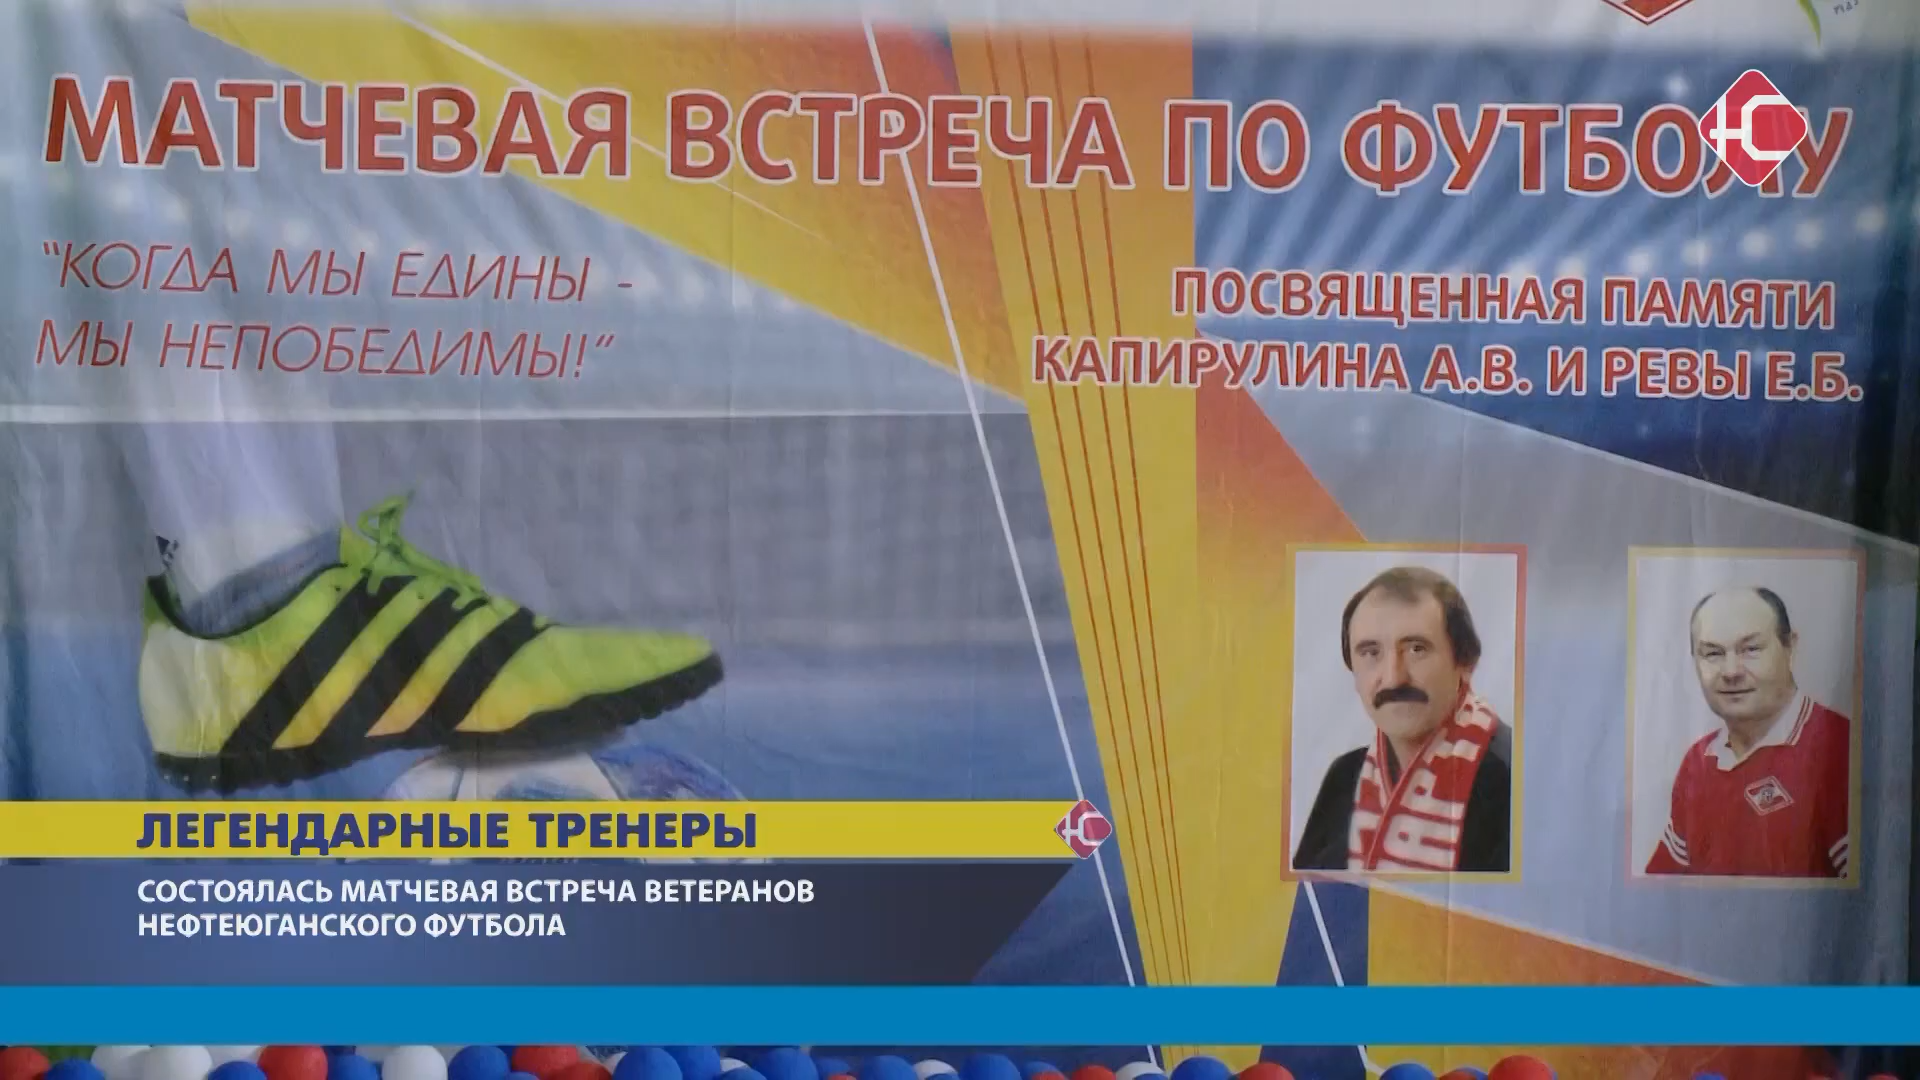 МАТЧЕВАЯ ВСТРЕЧА ПО ФУТБОЛУ
“КОГДА МЫ ЕДИНЫ -
МЫ НЕПОБЕДИМЫ!”
ПОСВЯЩЕННАЯ ПАМЯТИ
КАПИРУЛИНА А.В. И РЕВЫ Е.Б.
ЛЕГЕНДАРНЫЕ ТРЕНЕРЫ
СОСТОЯЛАСЬ МАТЧЕВАЯ ВСТРЕЧА ВЕТЕРАНОВ
НЕФТЕЮГАНСКОГО ФУТБОЛА